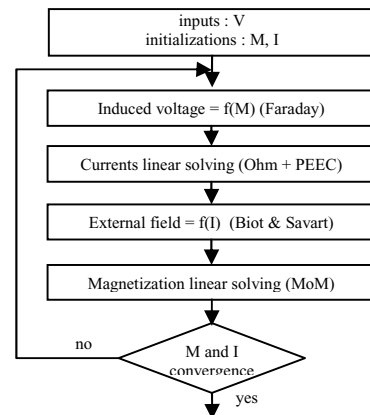 inputs : V
initializations : M, I
Induced voltage = f(M) (Faraday)
Currents linear solving (Ohm + PEEC)
External field = f(I) (Biot & Savart)
Magnetization linear solving (MoM)
no
M and I
convergence
yes